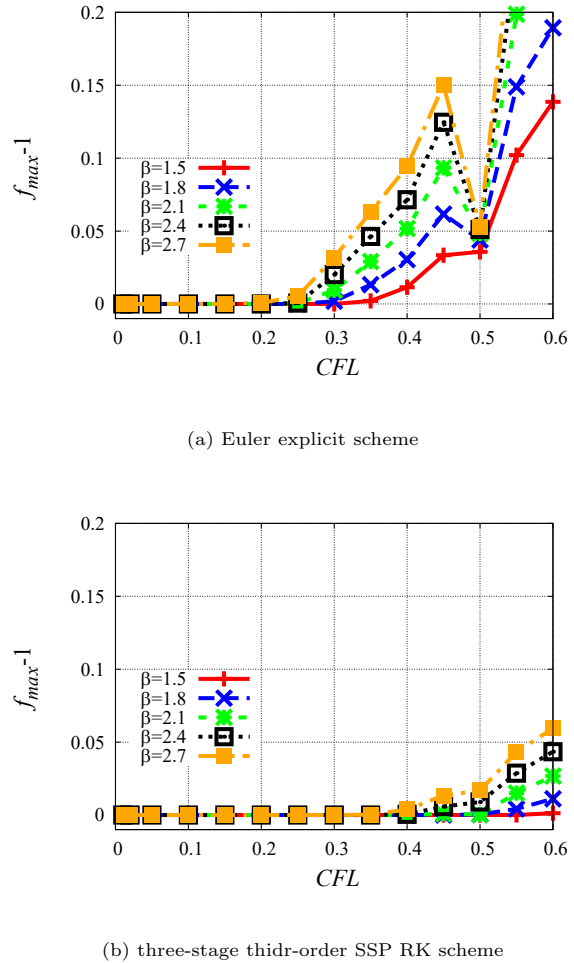 0.2
0.15
0.1
0.05
0
f_max-1
β=1.5
β=1.8
β=2.1
β=2.4
β=2.7
0 0.1 0.2 0.3 0.4 0.5 0.6
CFL
(a) Euler explicit scheme
0.2
0.15
0.1
0.05
0
f_max-1
β=1.5
β=1.8
β=2.1
β=2.4
β=2.7
0 0.1 0.2 0.3 0.4 0.5 0.6
CFL
(b) three-stage thidr-order SSP RK scheme